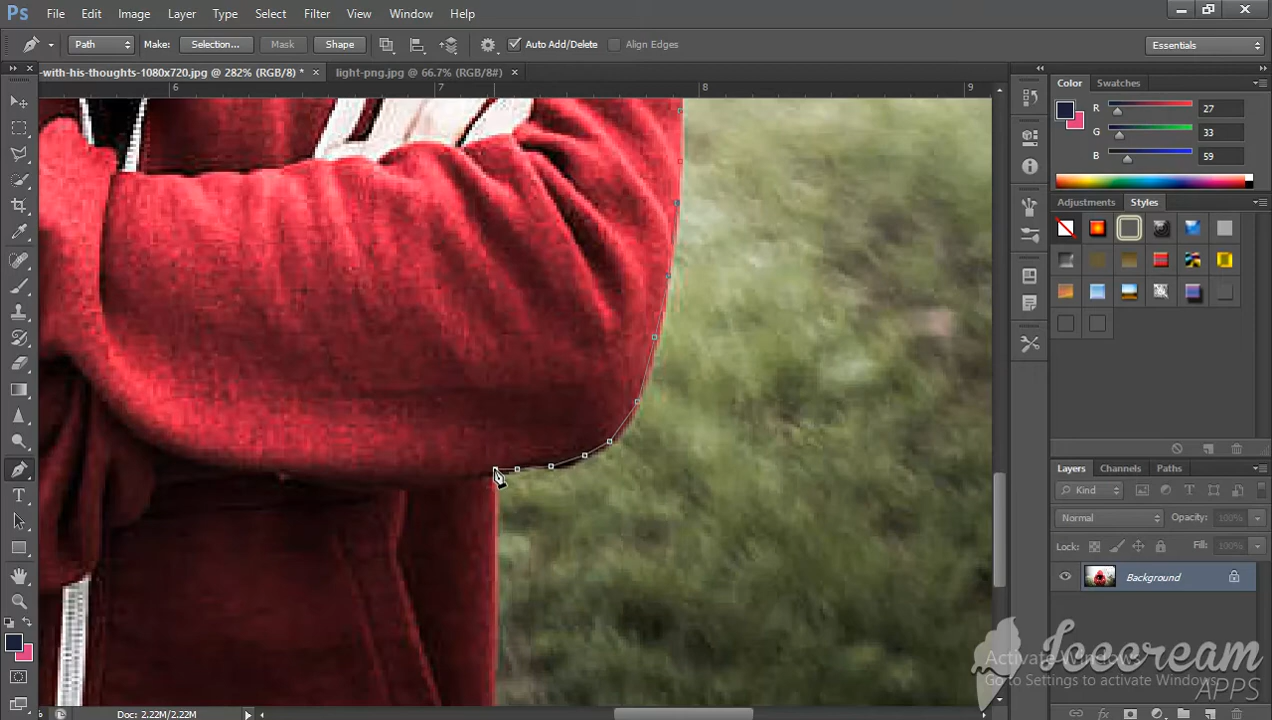 Ps File Edit Image Layer Type Select Filter View Window Help
Path Make: Selection... Mask Shape Auto Add/Delete Align Edges Essentials
-with-his-thoughts-1080x720.jpg @ 282% (RGB/8) * × light-png.jpg @ 66.7% (RGB/8#) ×
6 7 8 9
Color Swatches
R 27
G 33
B 59
Adjustments Styles
Layers Channels Paths
Kind
Normal Opacity: 100%
Lock: Fill: 100%
Background
Icecream
APPS
Activate Windows
Go to Settings to activate Windows.
Doc: 2.22M/2.22M